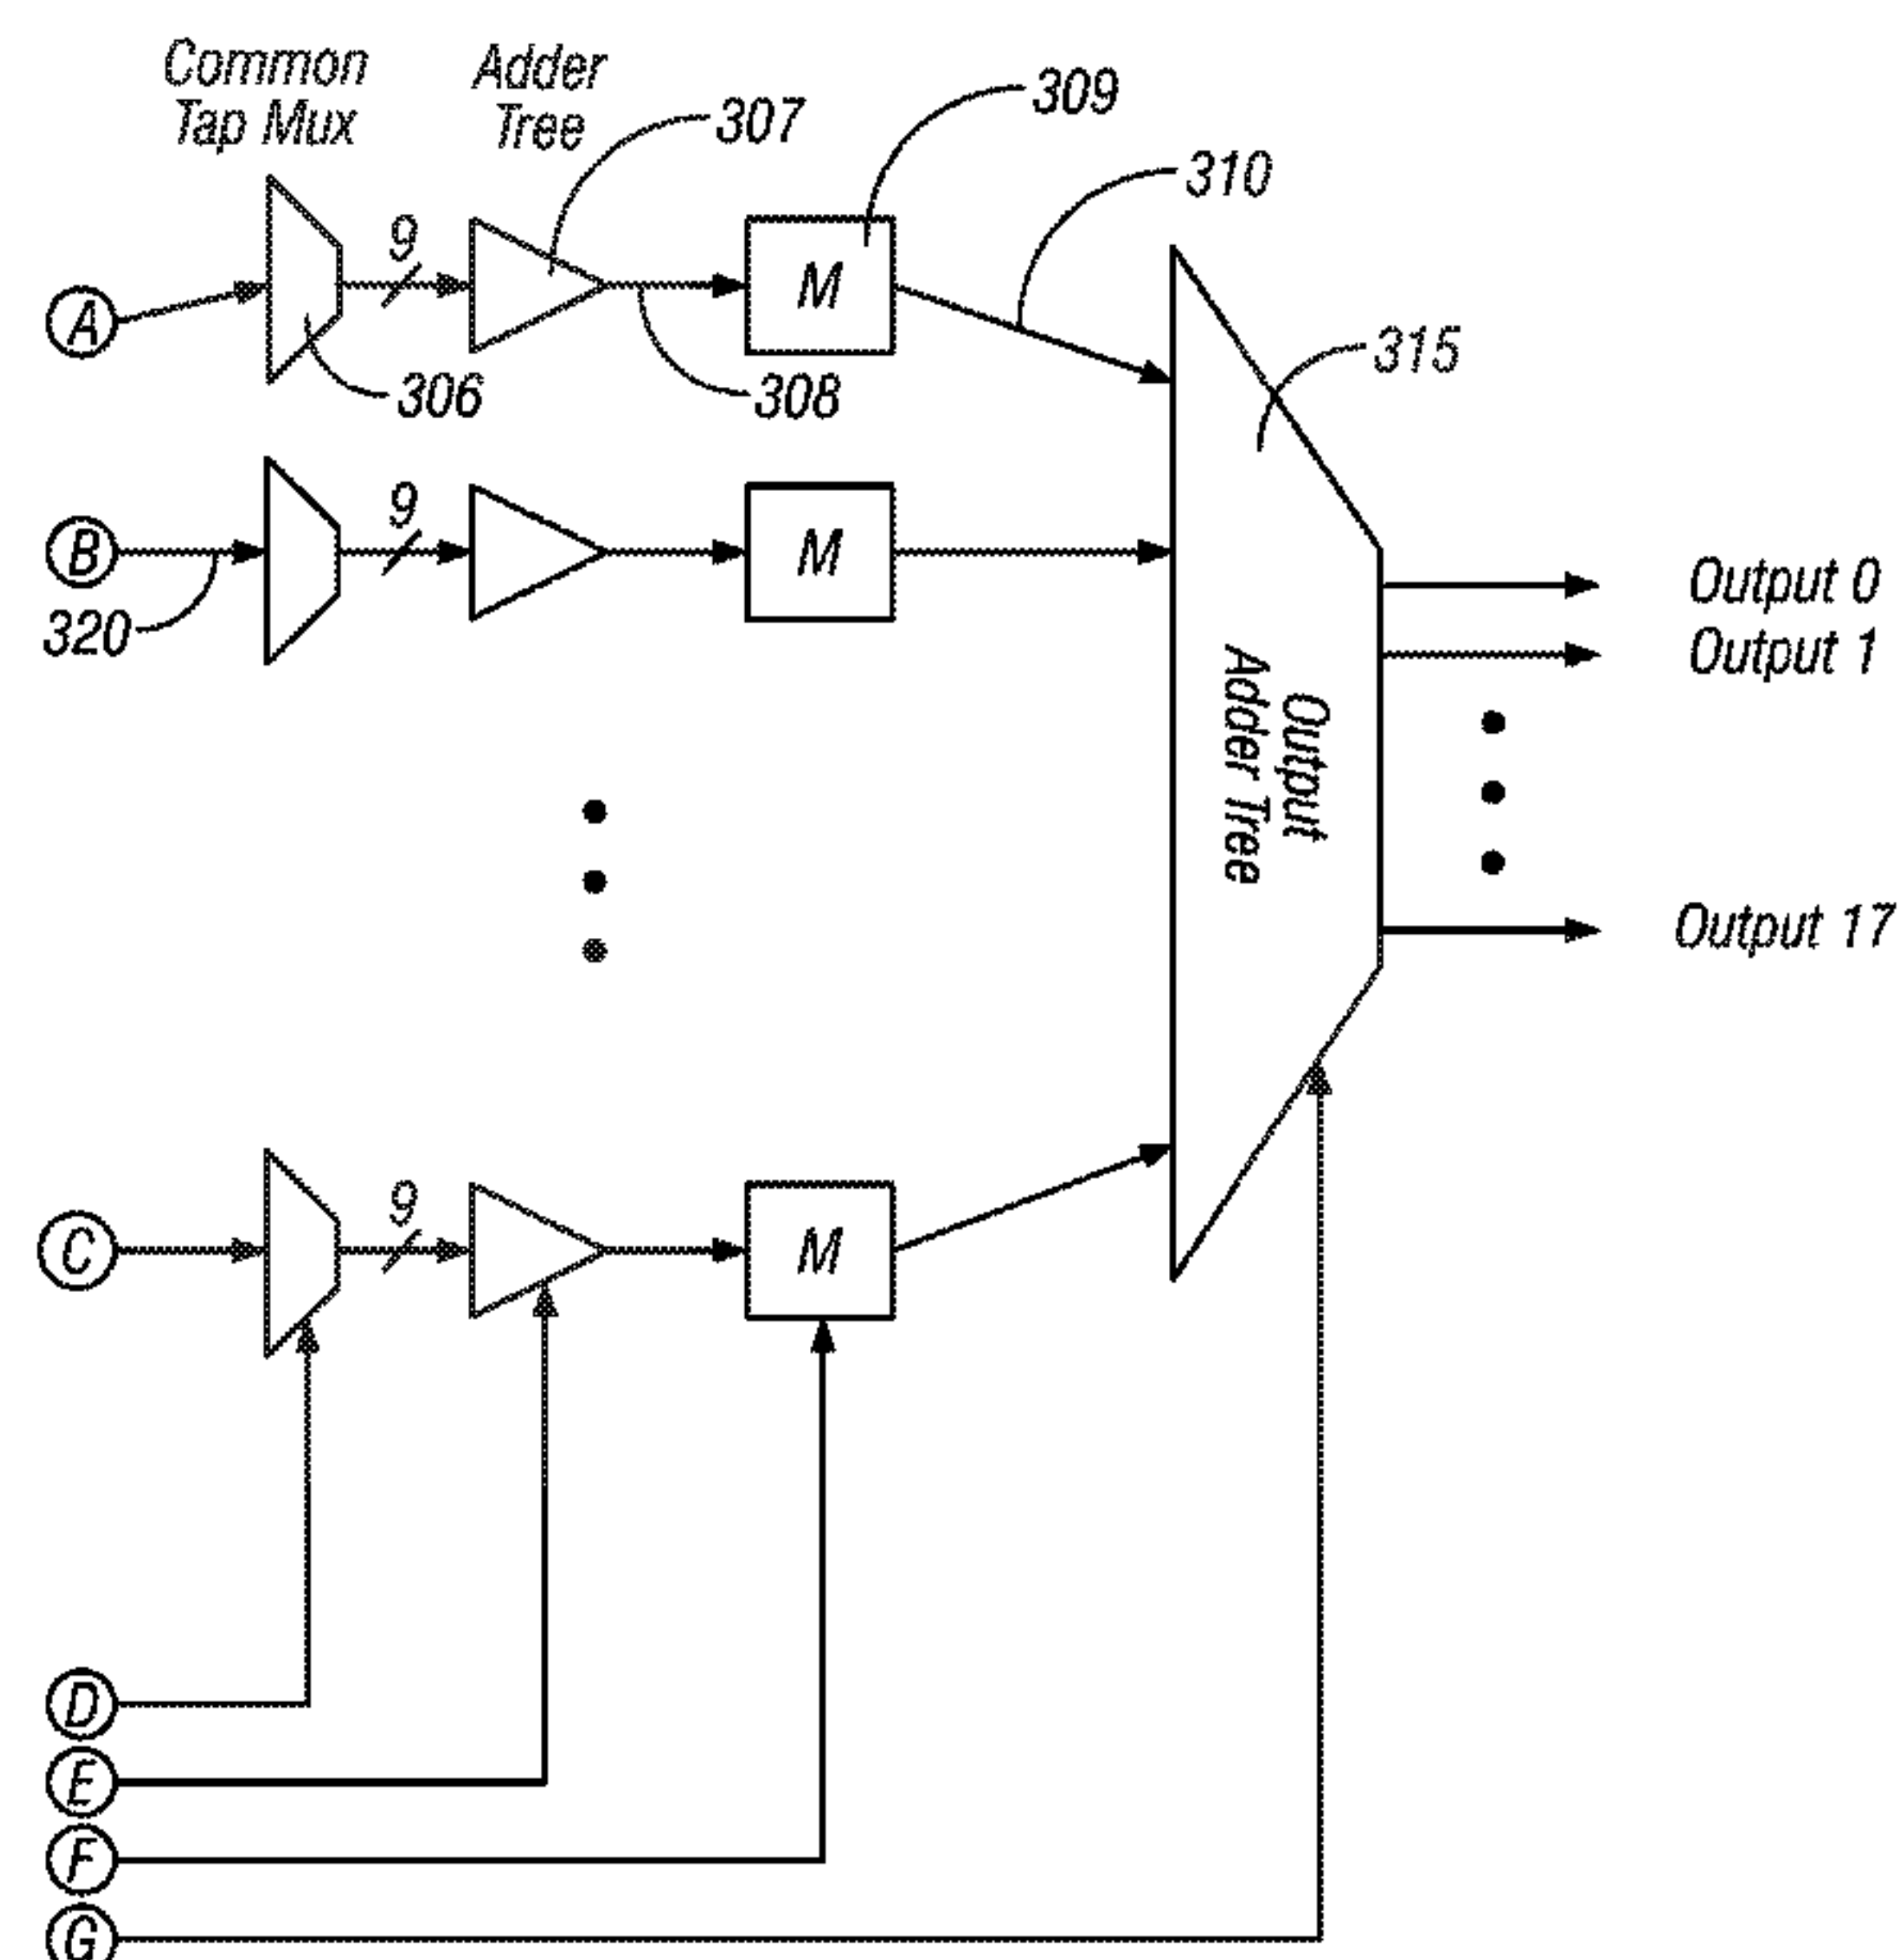 Common
Tap Mux
Adder
Tree
307
309
310
9
M
A
306
308
315
B
320
9
M
Output 0
Output 1
Output
Adder Tree
Output 17
C
9
M
D
E
F
G